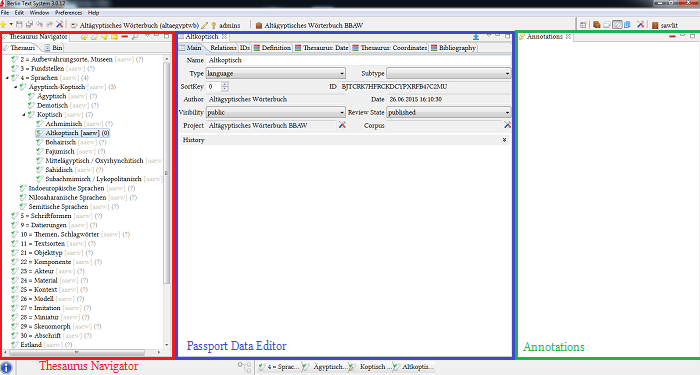 Berlin Text System 3.0.12
File Edit Window Preferences Help
Altägyptisches Wörterbuch (altaegyptwb) admins Altägyptisches Wörterbuch BBAW sawlit
Thesaurus Navigator
Thesauri Bin
2 = Aufbewahrungsorte, Museen [aaew] (?)
3 = Fundstellen [aaew] (?)
4 = Sprachen [aaew] (5)
Ägyptisch-Koptisch [aaew] (3)
Ägyptisch [aaew] (?)
Demotisch [aaew] (?)
Koptisch [aaew] (7)
Achmimisch [aaew] (?)
Altkoptisch [aaew] (0)
Bohairisch [aaew] (?)
Fajumisch [aaew] (?)
Mittelägyptisch / Oxyrhynchitisch [aaew]
Sahidisch [aaew] (?)
Subachmimisch / Lykopolitanisch [aaew]
Indoeuropäische Sprachen [aaew] (?)
Nilosaharanische Sprachen [aaew] (?)
Semitische Sprachen [aaew] (?)
5 = Schriftformen [aaew] (?)
9 = Datierungen [aaew] (?)
10 = Themen, Schlagwörter [aaew] (?)
11 = Textsorten [aaew] (?)
21 = Objekttyp [aaew] (?)
22 = Komponente [aaew] (?)
23 = Akteur [aaew] (?)
24 = Material [aaew] (?)
25 = Kontext [aaew] (?)
26 = Modell [aaew] (?)
27 = Imitation [aaew] (?)
28 = Miniatur [aaew] (?)
29 = Skeuomorph [aaew] (?)
30 = Abschrift [aaew] (?)
Estland [aaew] (?)
Thesaurus Navigator
Altkoptisch
Main Relations IDs Definition Thesaurus: Date Thesaurus: Coordinates Bibliography
Name Altkoptisch
Type language Subtype
SortKey 0 ID BJTCRK7HFRCKDCYPXRFB47C2MU
Author Altägyptisches Wörterbuch Date 26.06.2015 16:10:30
Visibility public Review State published
Project Altägyptisches Wörterbuch BBAW Corpus
History
Passport Data Editor
Annotations
Annotations
4 = Sprac... Ägyptisch... Koptisch ... Altkoptis...